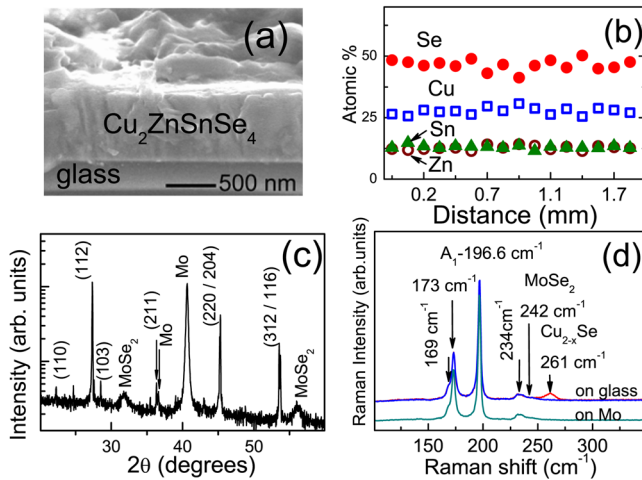 (a)
Cu2ZnSnSe4
glass
500 nm
(b)
Atomic %
50
25
0
Se
Cu
Sn
Zn
0.2 0.7 1.1 1.8
Distance (mm)
(c)
Intensity (arb. units)
(110)
(112)
(103)
MoSe2
(211)
Mo
Mo
(220 / 204)
(312 / 116)
MoSe2
30 40 50
2θ (degrees)
(d)
Raman Intensity (arb.units)
A1-196.6 cm-1
173 cm-1
169 cm-1
234cm-1
MoSe2
242 cm-1
Cu2-xSe
261 cm-1
on glass
on Mo
150 200 250 300
Raman shift (cm-1)